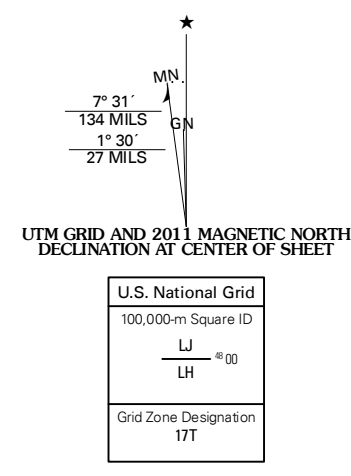 ★
MN
7° 31´
134 MILS
GN
1° 30´
27 MILS
UTM GRID AND 2011 MAGNETIC NORTH
DECLINATION AT CENTER OF SHEET
U.S. National Grid
100,000-m Square ID
LJ
48 00
LH
Grid Zone Designation
17T